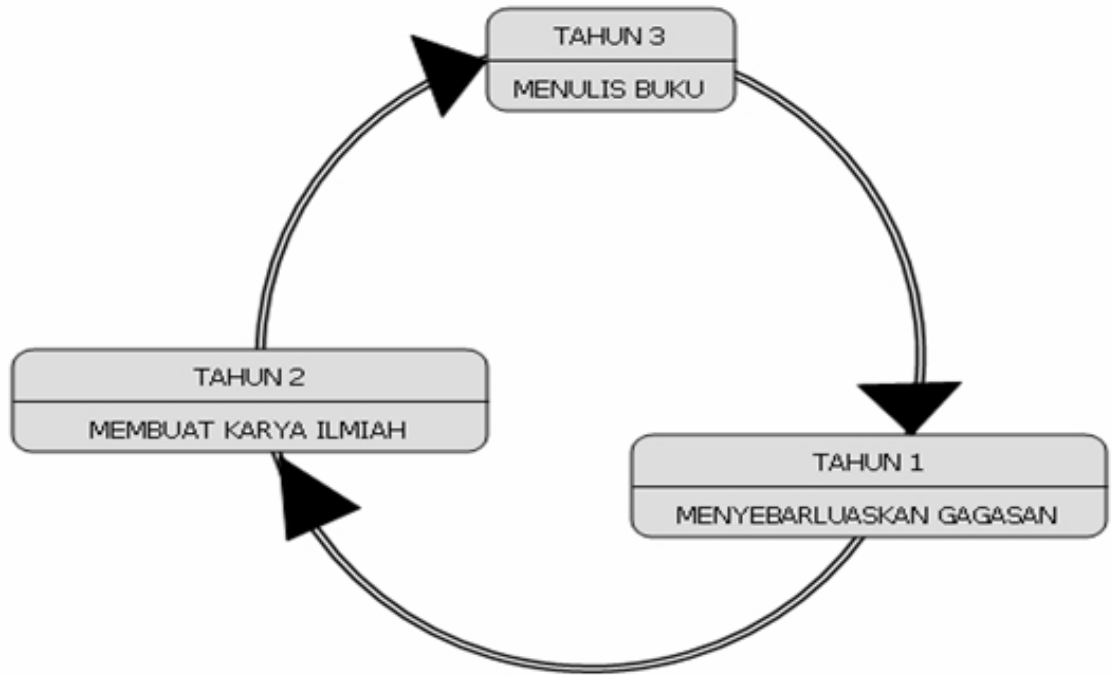 TAHUN 3
MENULIS BUKU
TAHUN 2
MEMBUAT KARYA ILMIAH
TAHUN 1
MENYEBARLUASKAN GAGASAN